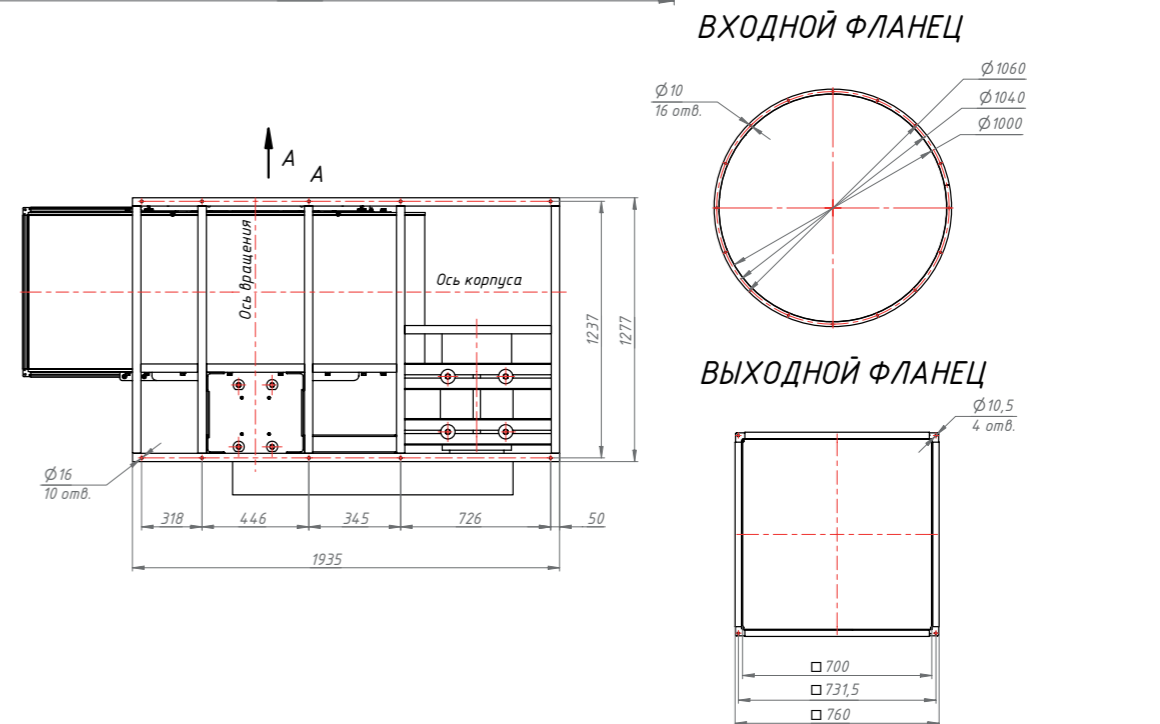 ВХОДНОЙ ФЛАНЕЦ
Ø1060
Ø1040
Ø1000
Ø10
16 отв.
А
А
Ось вращения
Ось корпуса
1237
1277
Ø16
10 отв.
318
446
345
726
50
1935
ВЫХОДНОЙ ФЛАНЕЦ
Ø10,5
4 отв.
□ 700
□ 731,5
□ 760